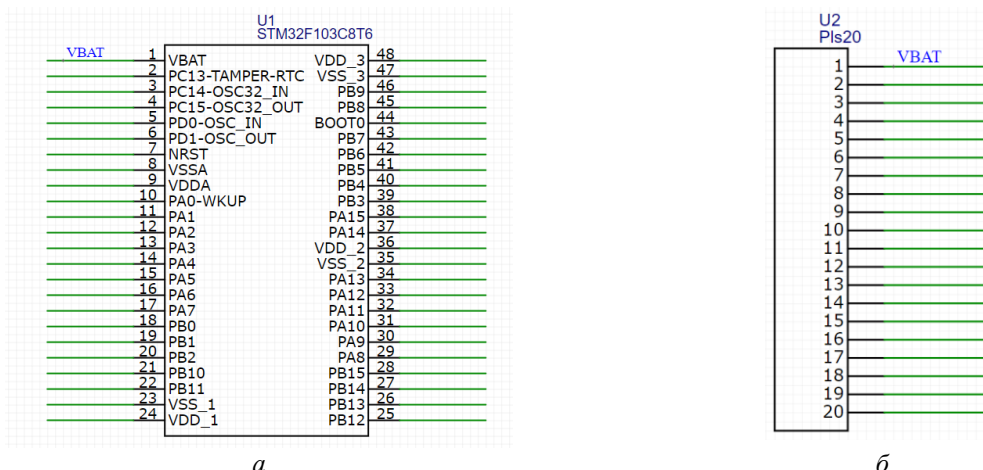 U1
STM32F103C8T6
VBAT 1 VBAT VDD_3 48
2 PC13-TAMPER-RTC VSS_3 47
3 PC14-OSC32_IN PB9 46
4 PC15-OSC32_OUT PB8 45
5 PD0-OSC_IN BOOT0 44
6 PD1-OSC_OUT PB7 43
7 NRST PB6 42
8 VSSA PB5 41
9 VDDA PB4 40
10 PA0-WKUP PB3 39
11 PA1 PA15 38
12 PA2 PA14 37
13 PA3 VDD_2 36
14 PA4 VSS_2 35
15 PA5 PA13 34
16 PA6 PA12 33
17 PA7 PA11 32
18 PB0 PA10 31
19 PB1 PA9 30
20 PB2 PA8 29
21 PB10 PB15 28
22 PB11 PB14 27
23 VSS_1 PB13 26
24 VDD_1 PB12 25
а
U2
Pls20
1 VBAT
2
3
4
5
6
7
8
9
10
11
12
13
14
15
16
17
18
19
20
б